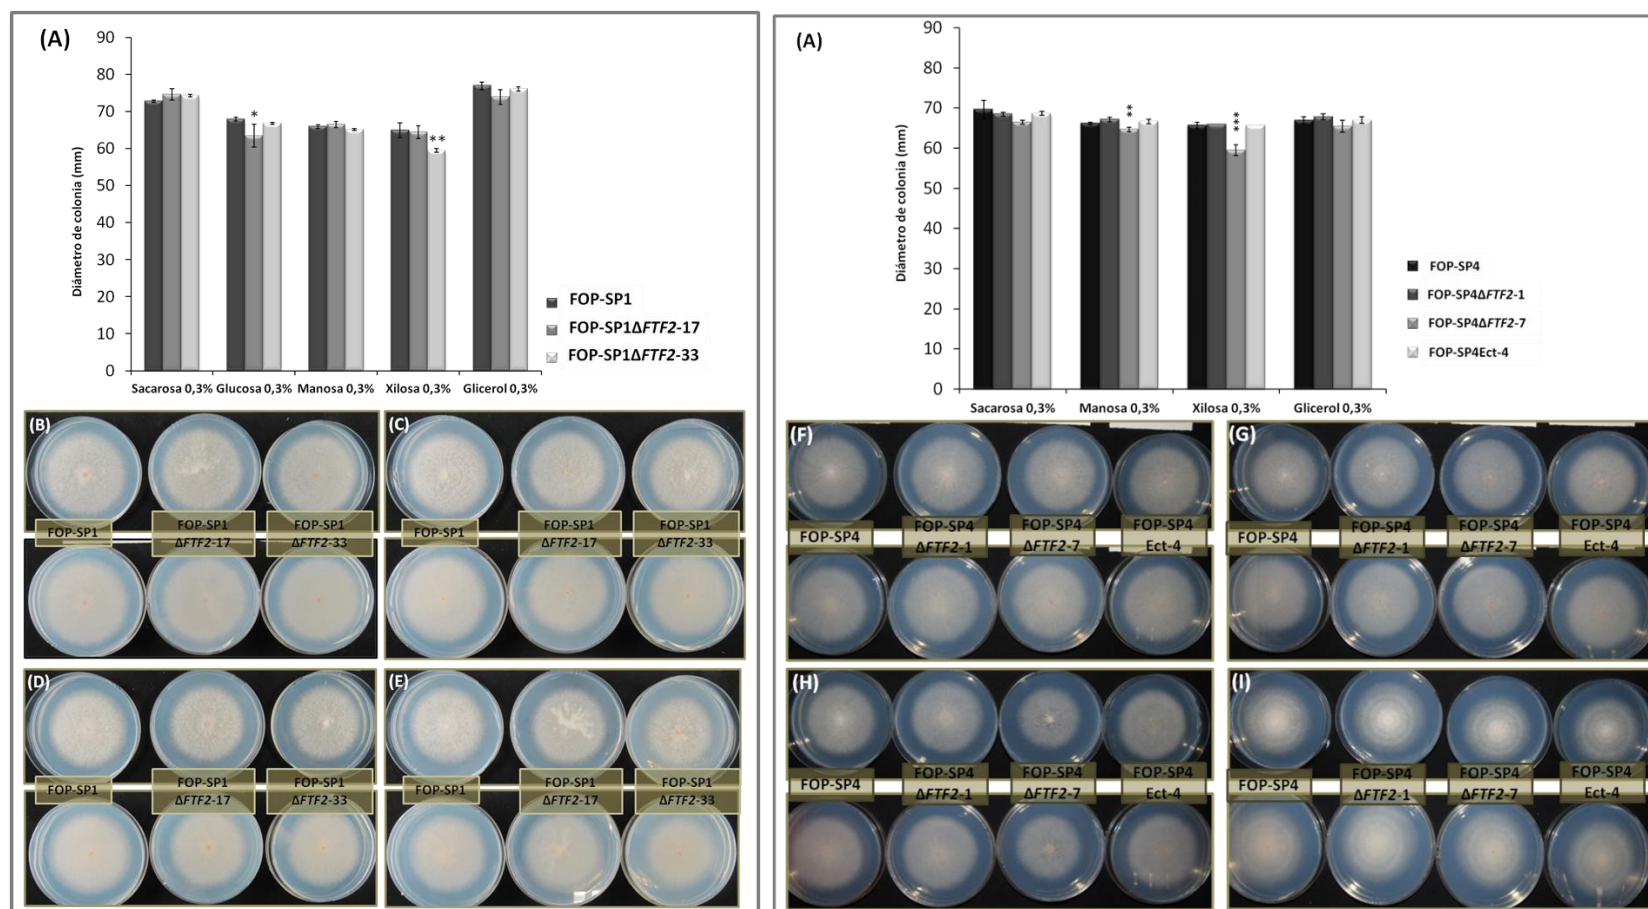 (A)
90
80
70
60
50
40
30
20
10
0
Diámetro de colonia (mm)
*
**
Sacarosa 0,3% Glucosa 0,3% Manosa 0,3% Xilosa 0,3% Glicerol 0,3%
FOP-SP1
FOP-SP1ΔFTF2-17
FOP-SP1ΔFTF2-33
(B)
FOP-SP1
FOP-SP1
ΔFTF2-17
FOP-SP1
ΔFTF2-33
(C)
FOP-SP1
FOP-SP1
ΔFTF2-17
FOP-SP1
ΔFTF2-33
(D)
FOP-SP1
FOP-SP1
ΔFTF2-17
FOP-SP1
ΔFTF2-33
(E)
FOP-SP1
FOP-SP1
ΔFTF2-17
FOP-SP1
ΔFTF2-33
(A)
90
80
70
60
50
40
30
20
10
0
Diámetro de colonia (mm)
**
***
Sacarosa 0,3% Manosa 0,3% Xilosa 0,3% Glicerol 0,3%
FOP-SP4
FOP-SP4ΔFTF2-1
FOP-SP4ΔFTF2-7
FOP-SP4Ect-4
(F)
FOP-SP4
FOP-SP4
ΔFTF2-1
FOP-SP4
ΔFTF2-7
FOP-SP4
Ect-4
(G)
FOP-SP4
FOP-SP4
ΔFTF2-1
FOP-SP4
ΔFTF2-7
FOP-SP4
Ect-4
(H)
FOP-SP4
FOP-SP4
ΔFTF2-1
FOP-SP4
ΔFTF2-7
FOP-SP4
Ect-4
(I)
FOP-SP4
FOP-SP4
ΔFTF2-1
FOP-SP4
ΔFTF2-7
FOP-SP4
Ect-4